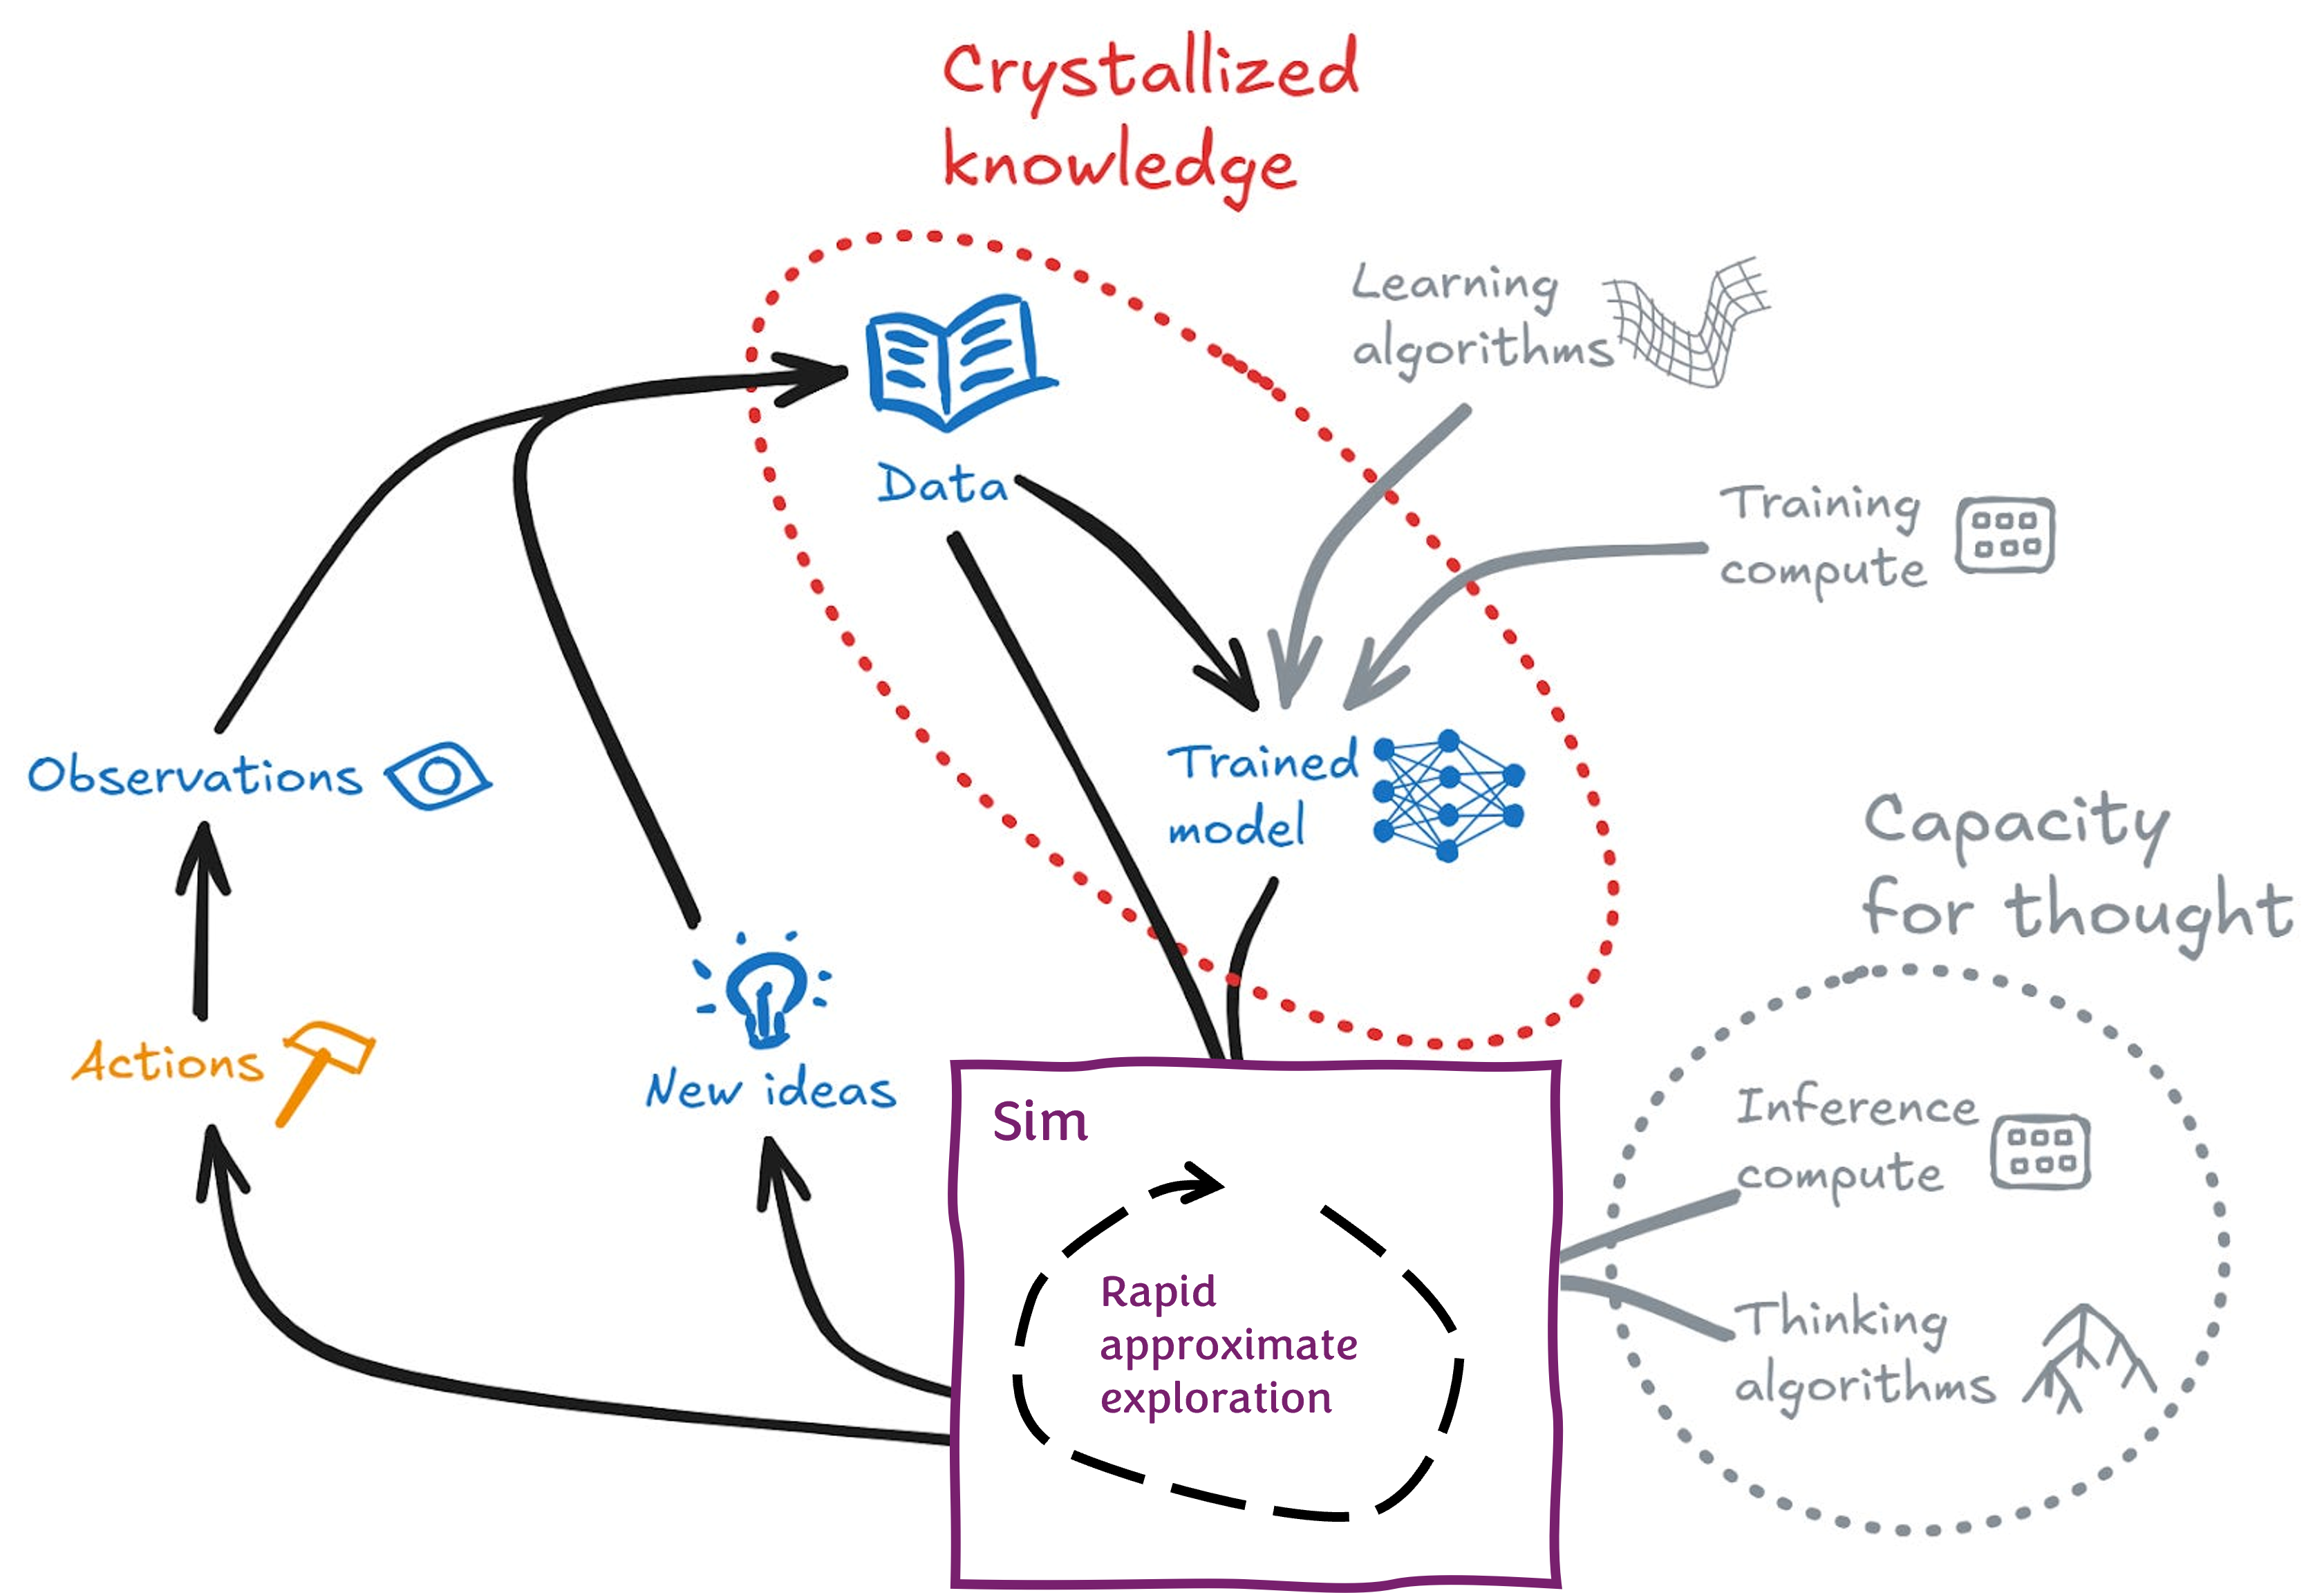 Crystallized
knowledge
Learning
algorithms
Data
Training
compute
Observations
Trained
model
Capacity
for thought
Actions
New ideas
Sim
Inference
compute
Rapid
approximate
exploration
Thinking
algorithms